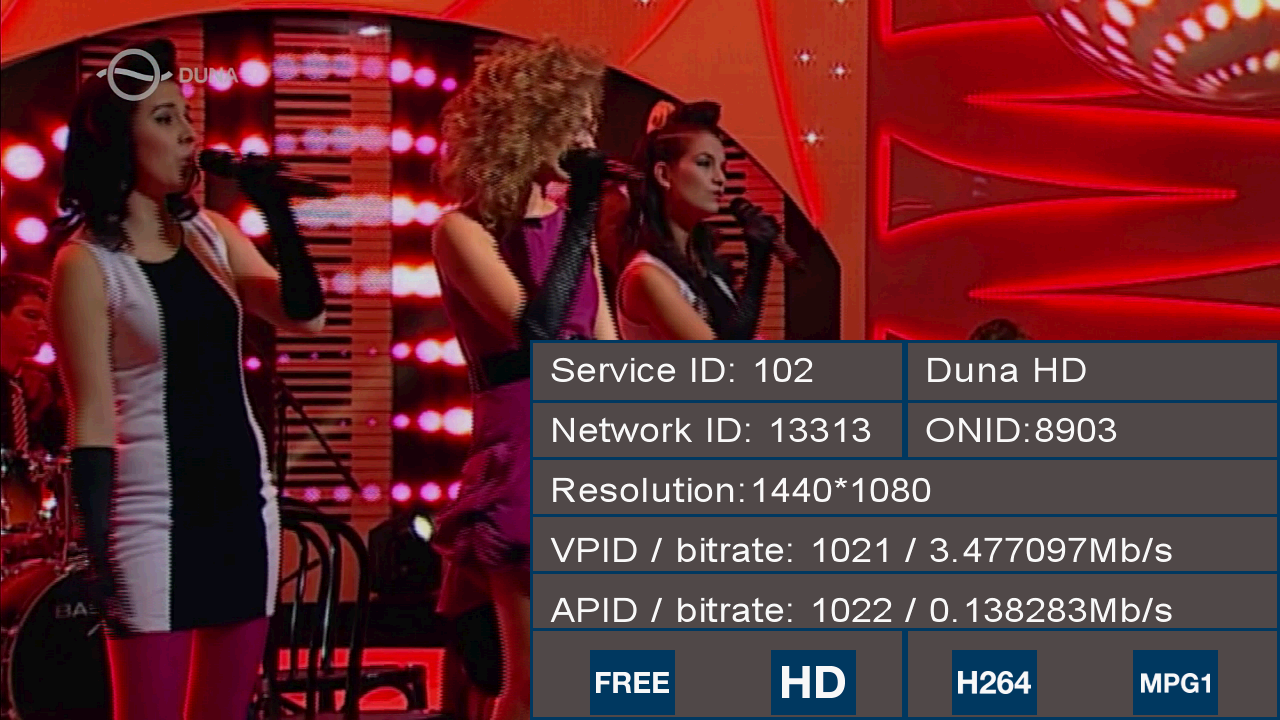 DUNA
Service ID: 102
Duna HD
Network ID: 13313
ONID:8903
Resolution:1440*1080
VPID / bitrate: 1021 / 3.477097Mb/s
APID / bitrate: 1022 / 0.138283Mb/s
FREE
HD
H264
MPG1